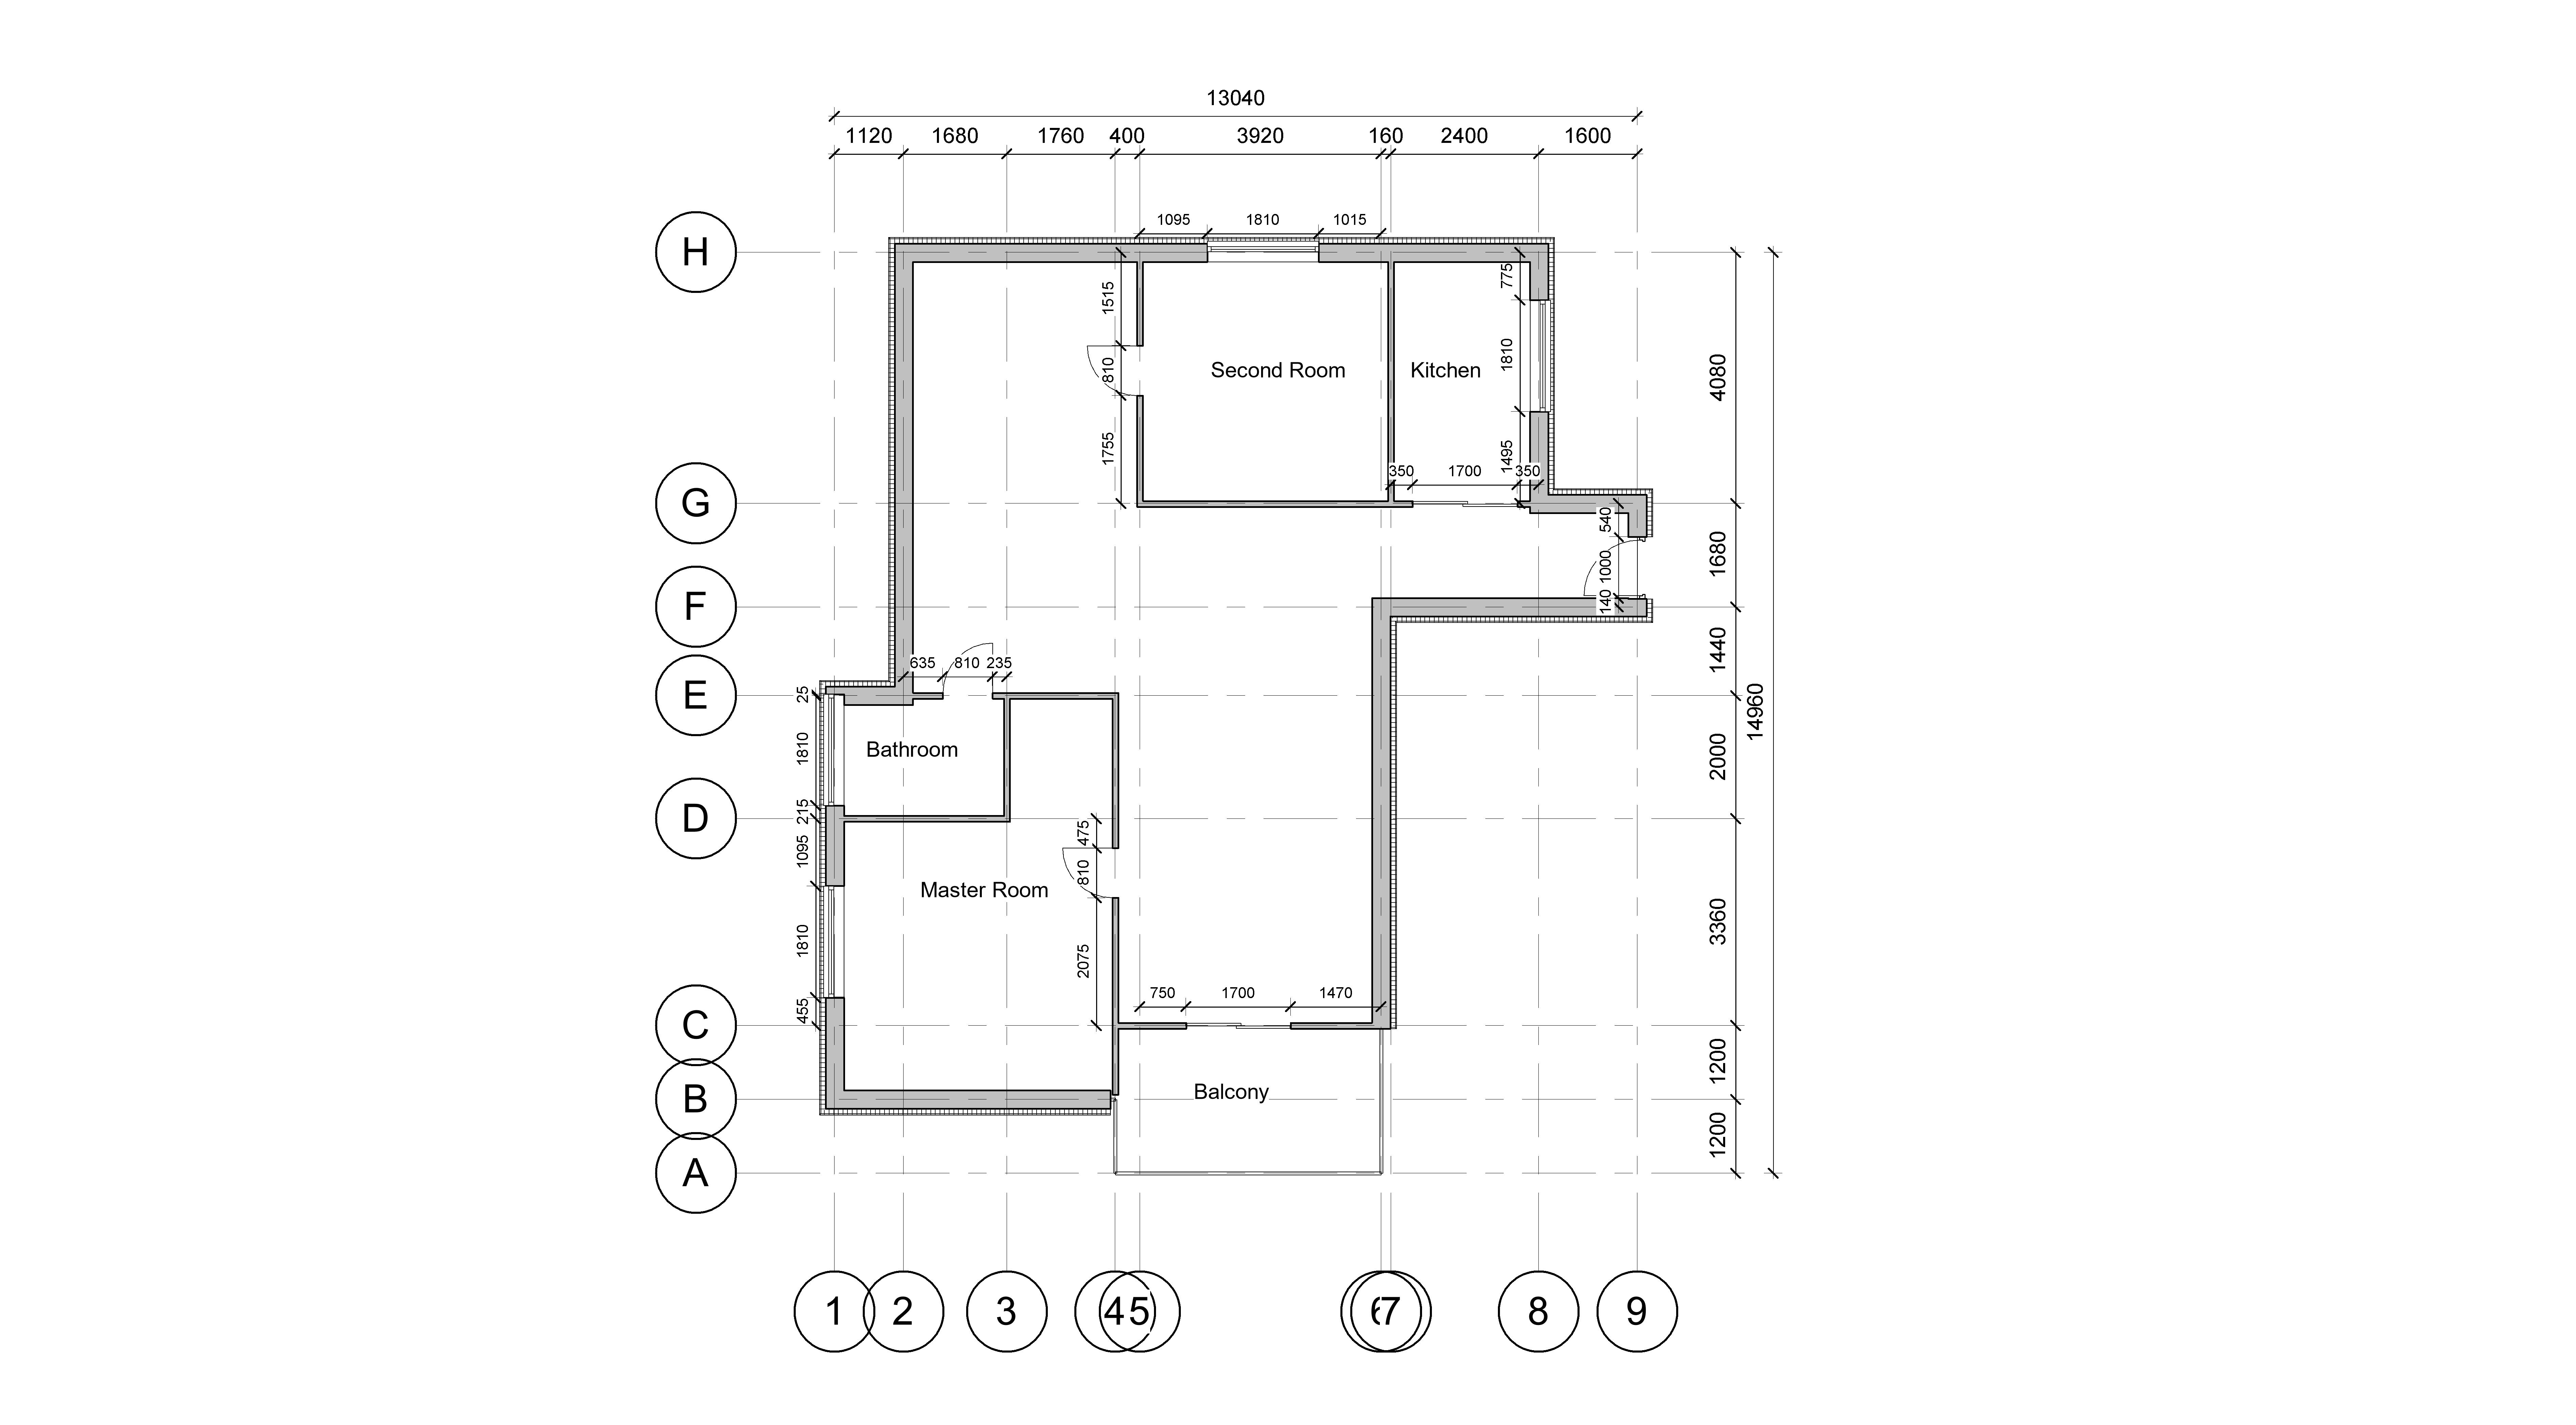 13040
1120 1680 1760 400 3920 160 2400 1600
1095 1810 1015
H
775
1515
4080
1810
810
Second Room Kitchen
1755
1495
350 1700 350
G
540
1680
1000
F
140
1440
635 810 235
E
25
14960
1810
Bathroom
2000
215
D
475
1095
810
Master Room
3360
1810
2075
750 1700 1470
455
C
1200
Balcony
B
1200
A
1 2 3 4 5 6 7 8 9